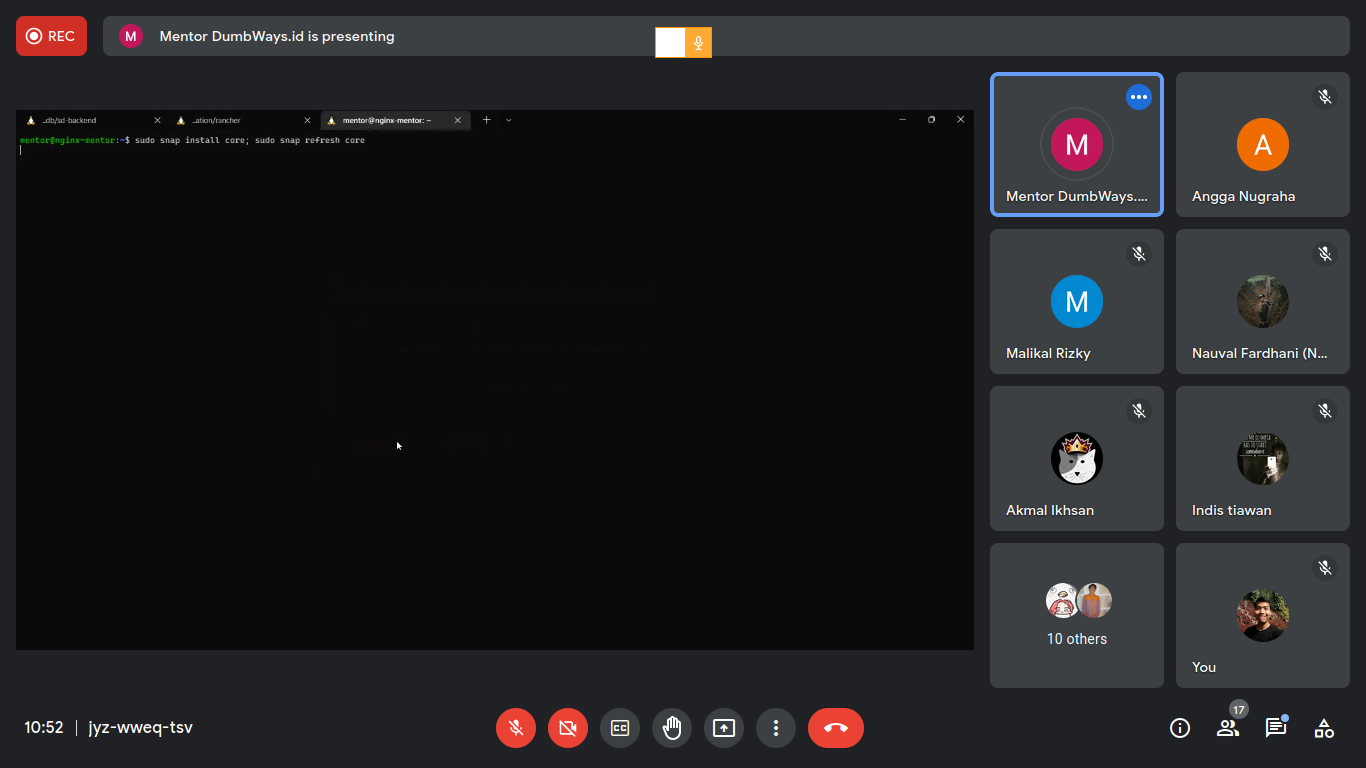 REC
M
Mentor DumbWays.id is presenting
..db/sd-backend
..ation/rancher
mentor@nginx-mentor: ~
mentor@nginx-mentor:~$ sudo snap install core; sudo snap refresh core
M
Mentor DumbWays....
A
Angga Nugraha
M
Malikal Rizky
Nauval Fardhani (N...
Akmal Ikhsan
Indis tiawan
10 others
You
10:52
jyz-wweq-tsv
CC
17